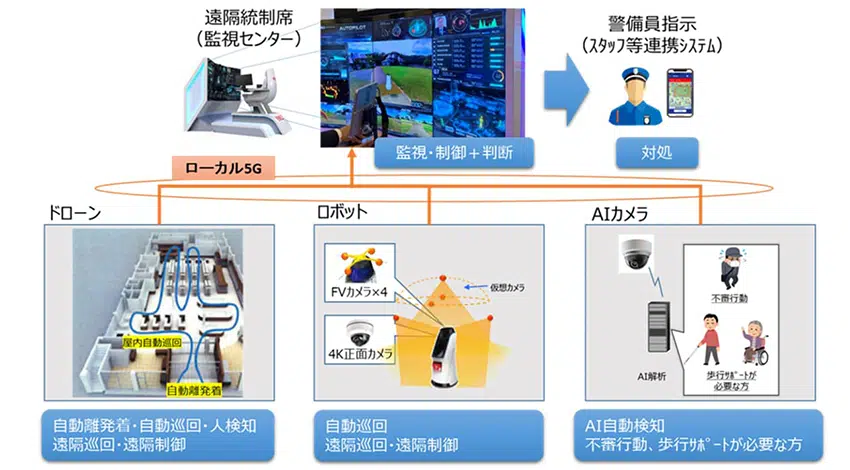 遠隔統制席
(監視センター)
AUTOPILOT
警備員指示
(スタッフ等連携システム)
監視・制御＋判断
対処
ローカル5G
ドローン
ロボット
AIカメラ
屋内自動巡回
自動離発着
FVカメラ×4
仮想カメラ
4K正面カメラ
不審行動
AI解析
歩行ｻﾎﾟｰﾄが
必要な方
自動離発着・自動巡回・人検知
遠隔巡回・遠隔制御
自動巡回
遠隔巡回・遠隔制御
AI自動検知
不審行動、歩行ｻﾎﾟｰﾄが必要な方